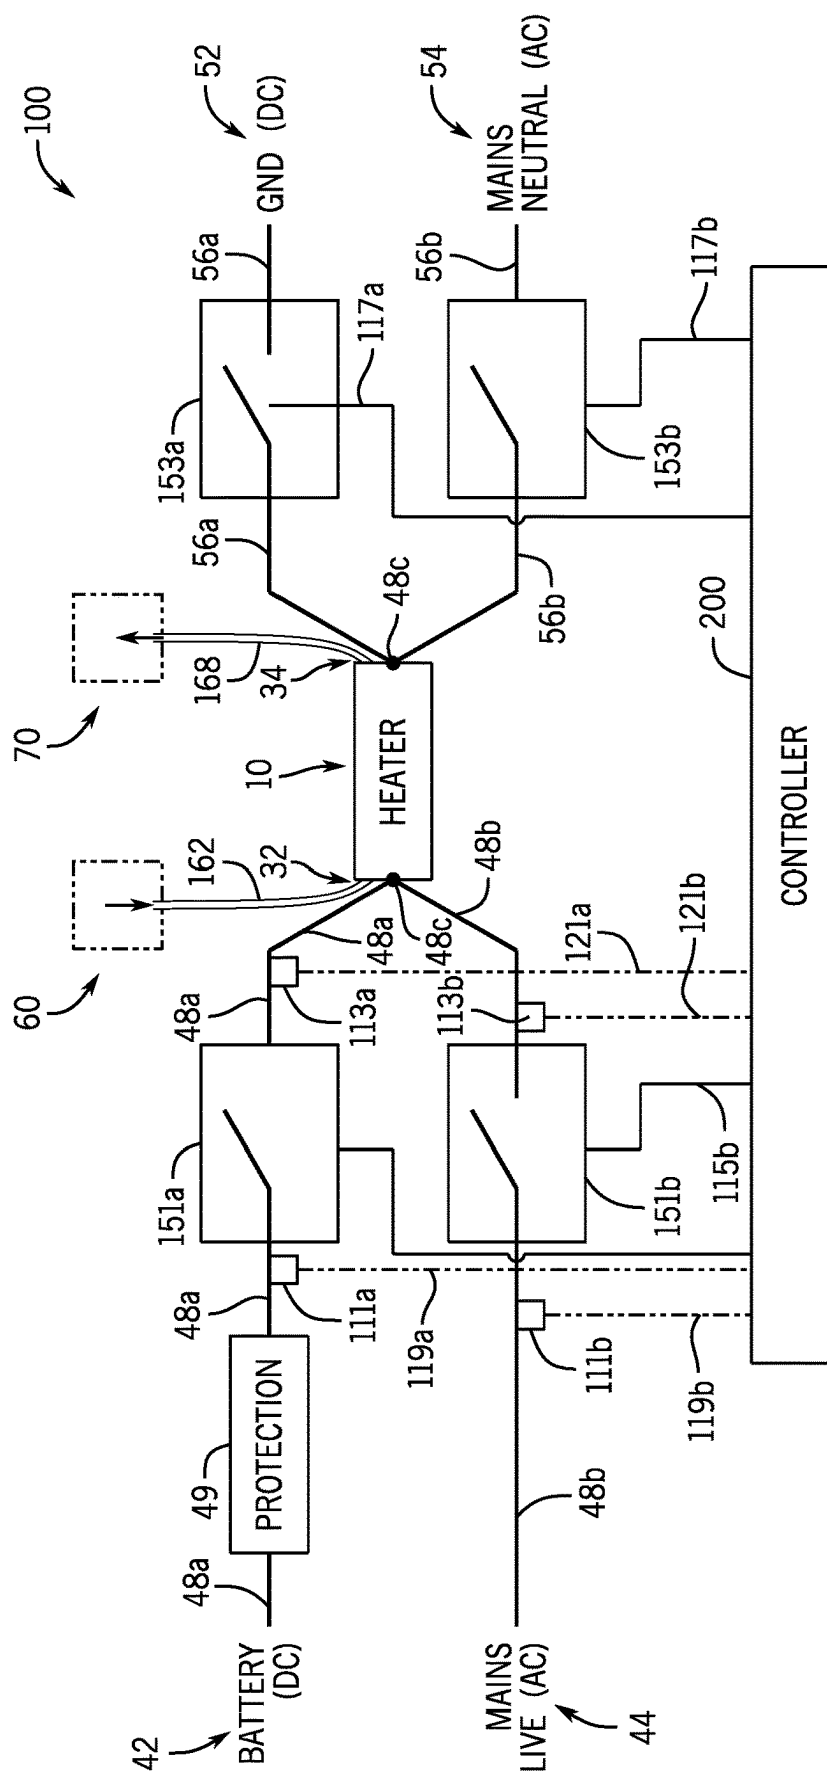 100
52
GND (DC)
56a
153a
117a
56a
54
MAINS
NEUTRAL (AC)
56b
153b
117b
56b
70
168
34
48c
10
HEATER
200
CONTROLLER
60
162
32
48a
48c
48b
48a
113a
113b
121a
121b
151a
151b
115b
48a
111a
119a
111b
119b
49
PROTECTION
48a
48b
42
BATTERY
(DC)
MAINS
LIVE (AC)
44